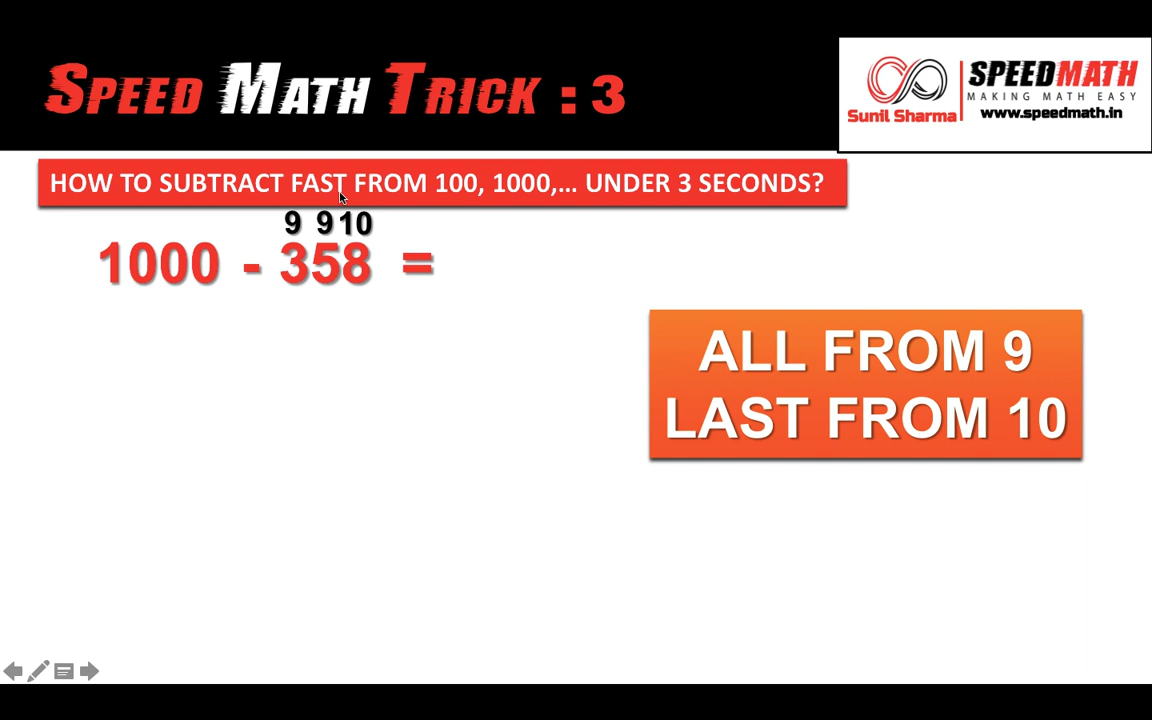 SPEED MATH TRICK : 3
Sunil Sharma
SPEEDMATH
MAKING MATH EASY
www.speedmath.in
HOW TO SUBTRACT FAST FROM 100, 1000,... UNDER 3 SECONDS?
9 9 10
1000 - 358 =
ALL FROM 9
LAST FROM 10